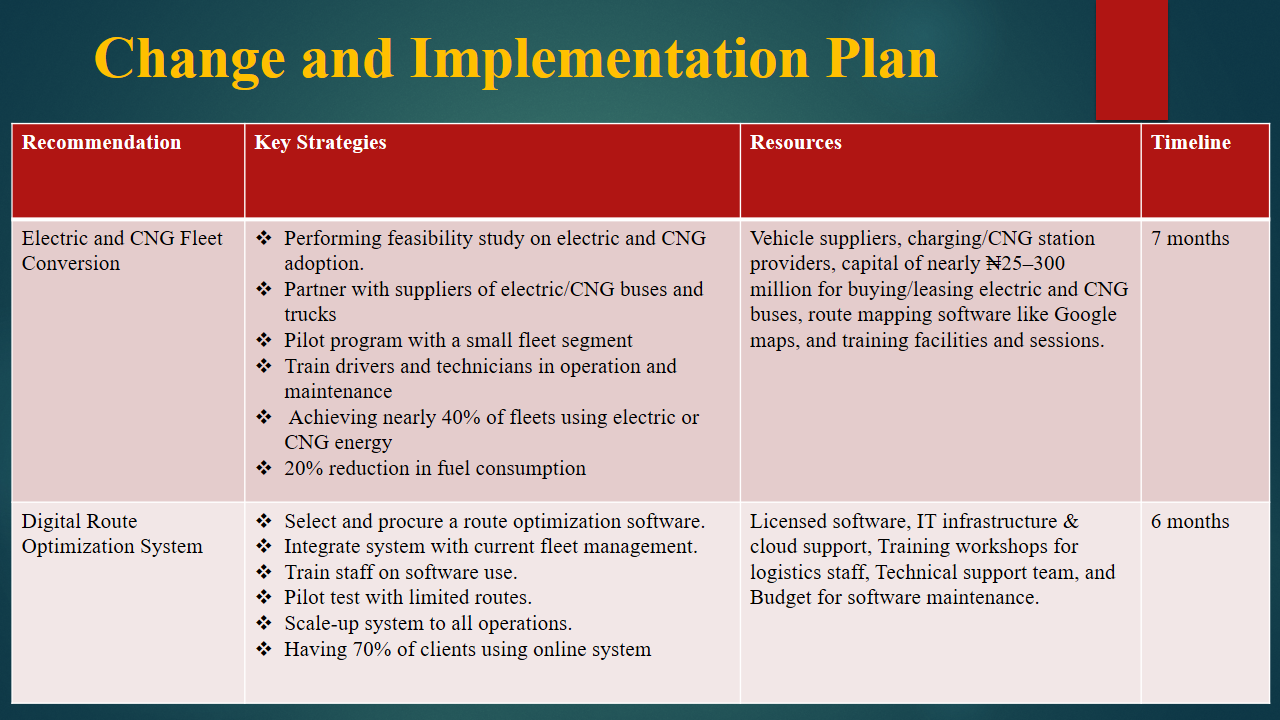 Change and Implementation Plan
Recommendation
Key Strategies
Resources
Timeline
Electric and CNG Fleet
Conversion
❖ Performing feasibility study on electric and CNG
adoption.
❖ Partner with suppliers of electric/CNG buses and
trucks
❖ Pilot program with a small fleet segment
❖ Train drivers and technicians in operation and
maintenance
❖ Achieving nearly 40% of fleets using electric or
CNG energy
❖ 20% reduction in fuel consumption
Vehicle suppliers, charging/CNG station
providers, capital of nearly ₦25–300
million for buying/leasing electric and CNG
buses, route mapping software like Google
maps, and training facilities and sessions.
7 months
Digital Route
Optimization System
❖ Select and procure a route optimization software.
❖ Integrate system with current fleet management.
❖ Train staff on software use.
❖ Pilot test with limited routes.
❖ Scale-up system to all operations.
❖ Having 70% of clients using online system
Licensed software, IT infrastructure &
cloud support, Training workshops for
logistics staff, Technical support team, and
Budget for software maintenance.
6 months